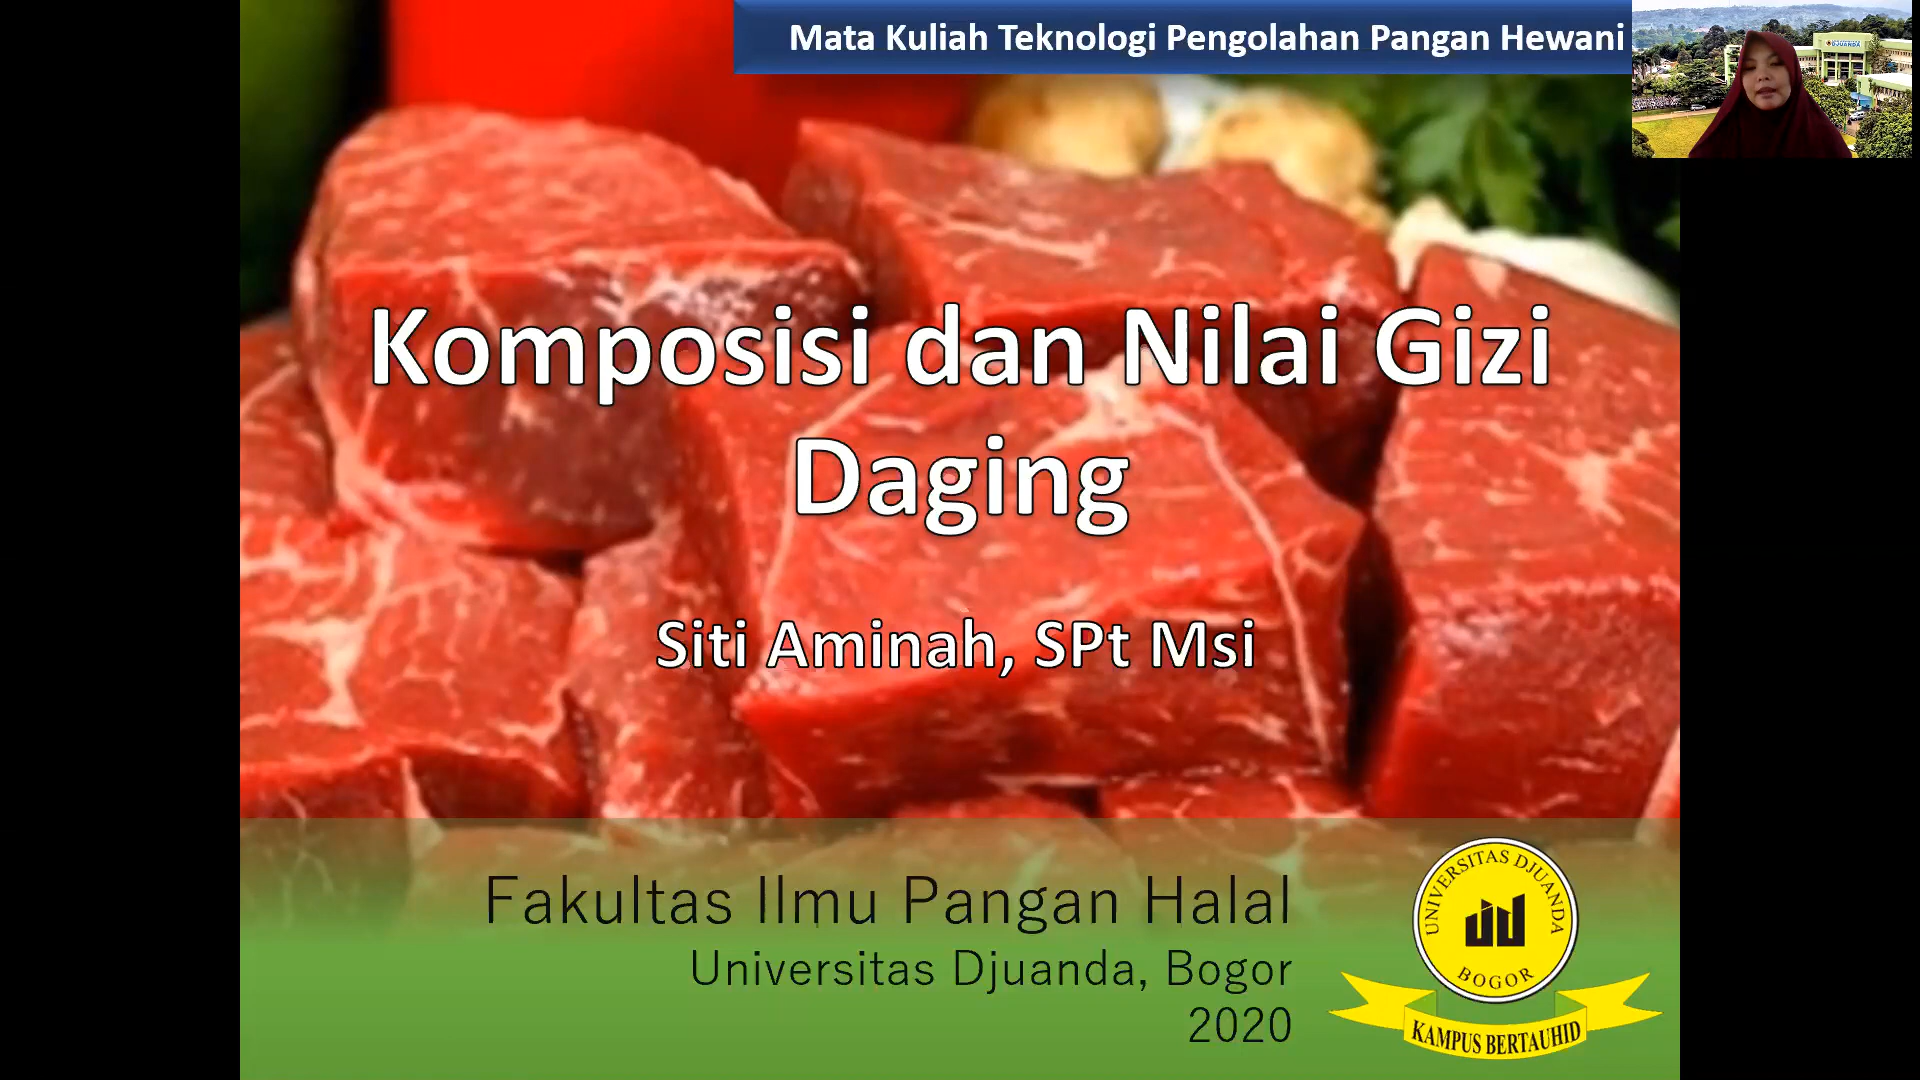 Mata Kuliah Teknologi Pengolahan Pangan Hewani
Komposisi dan Nilai Gizi
Daging
Siti Aminah, SPt Msi
Fakultas Ilmu Pangan Halal
Universitas Djuanda, Bogor
2020
UNIVERSITAS DJUANDA
BOGOR
KAMPUS BERTAUHID